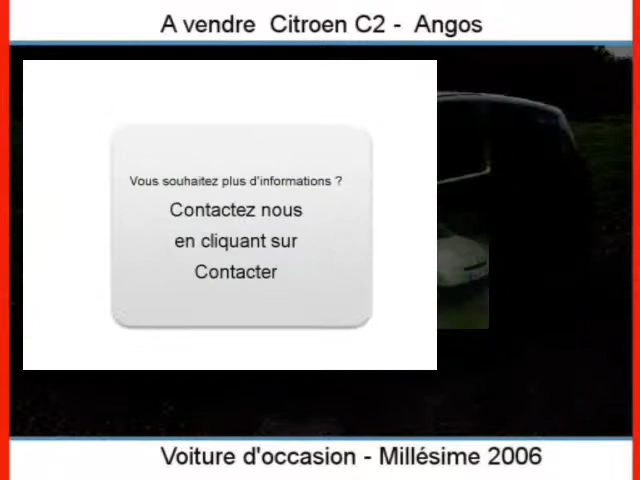 A vendre Citroen C2 - Angos
Vous souhaitez plus d'informations ?
Contactez nous
en cliquant sur
Contacter
Voiture d'occasion - Millésime 2006